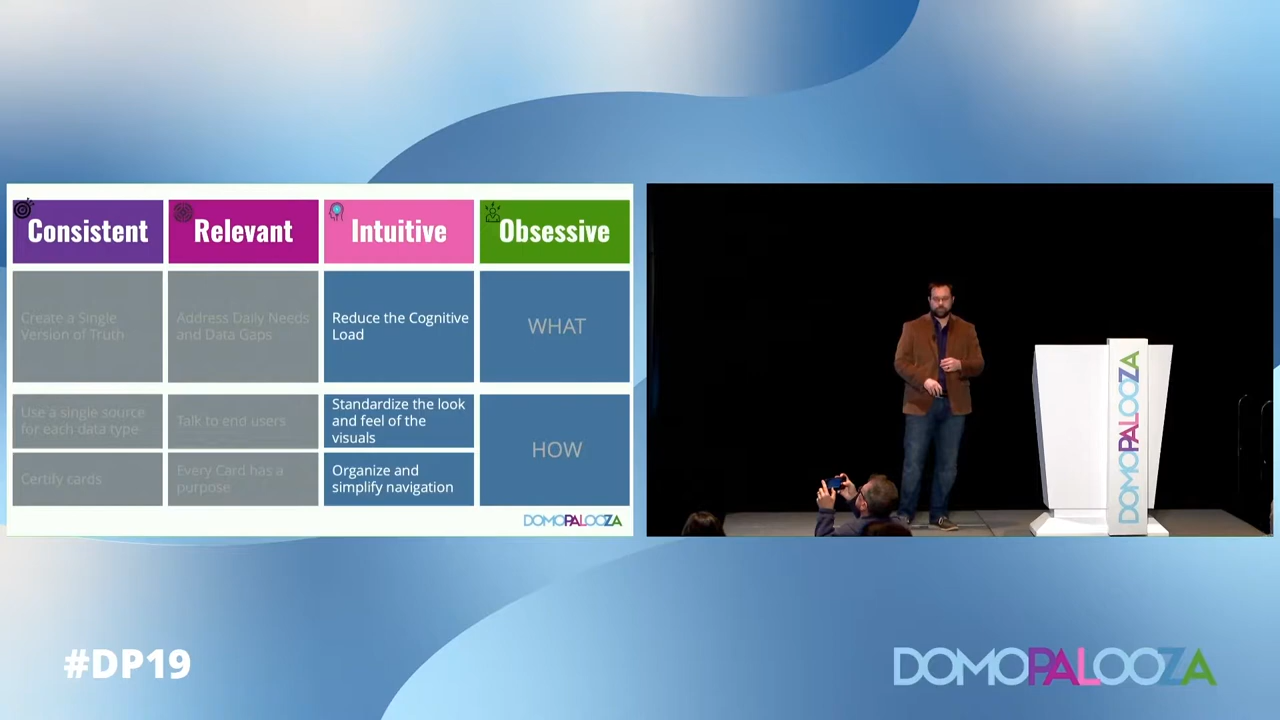 Consistent
Relevant
Intuitive
Obsessive
Create a Single
Version of Truth
Address Daily Needs
and Data Gaps
Reduce the Cognitive
Load
WHAT
Use a single source
for each data type
Talk to end users
Standardize the look
and feel of the
visuals
HOW
Certify cards
Every Card has a
purpose
Organize and
simplify navigation
DOMOPALOOZA
DOMOPALOOZA
#DP19
DOMOPALOOZA